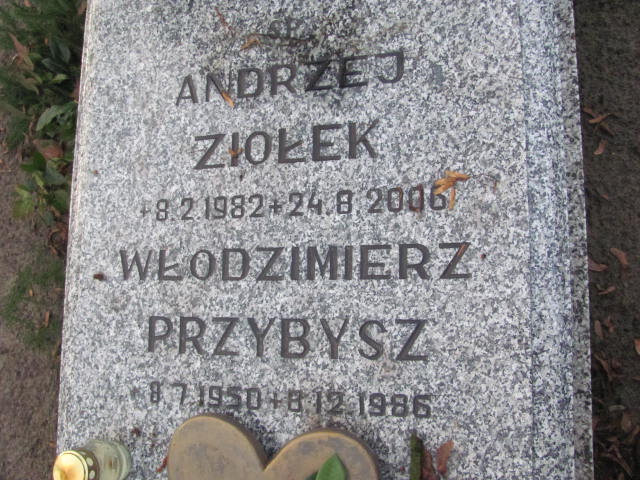 ANDRZEJ
ZIOŁEK
+8.2.1982+24.8.2006
WŁODZIMIERZ
PRZYBYSZ
8.7.1950+8.12.1986